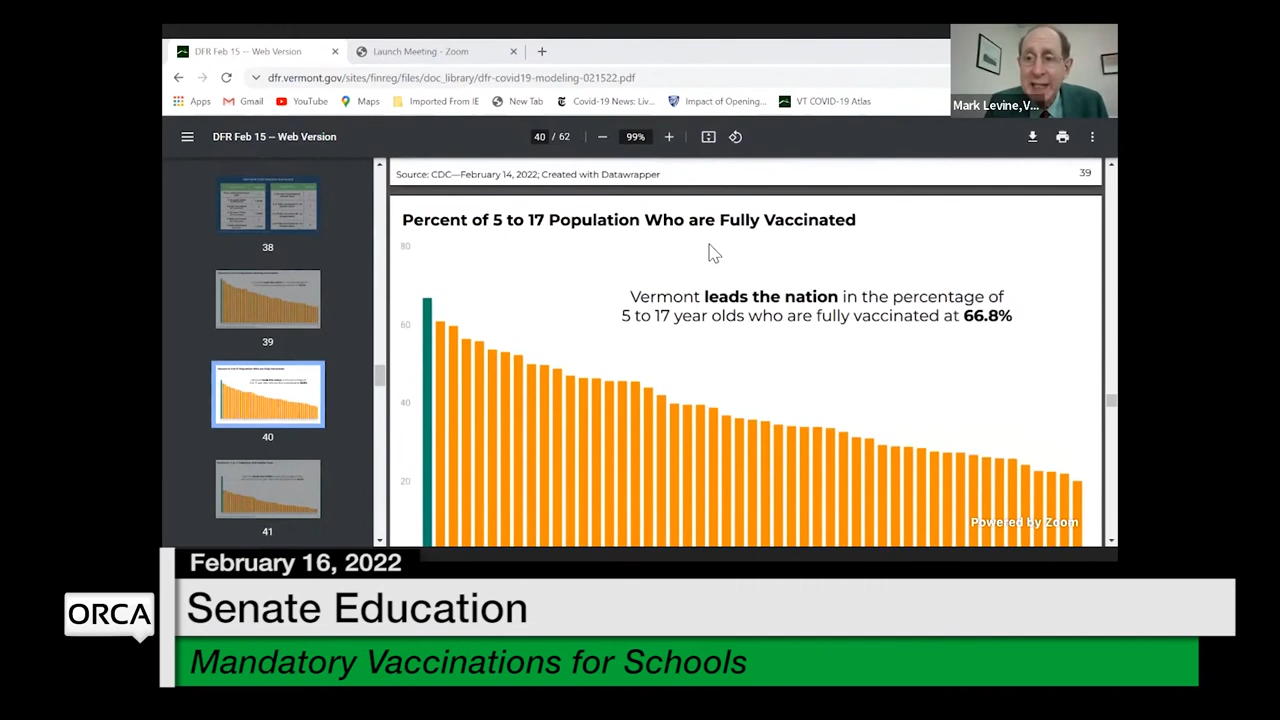 DFR Feb 15 -- Web Version
Launch Meeting - Zoom
dfr.vermont.gov/sites/finreg/files/doc_library/dfr-covid19-modeling-021522.pdf
Apps
Gmail
YouTube
Maps
Imported From IE
New Tab
Covid-19 News: Liv...
Impact of Opening...
VT COVID-19 Atlas
Mark Levine,V...
DFR Feb 15 -- Web Version
40 / 62
99%
38
39
40
41
Source: CDC—February 14, 2022; Created with Datawrapper
39
Percent of 5 to 17 Population Who are Fully Vaccinated
80
60
40
20
Vermont leads the nation in the percentage of
5 to 17 year olds who are fully vaccinated at 66.8%
Powered by Zoom
February 16, 2022
ORCA
Senate Education
Mandatory Vaccinations for Schools